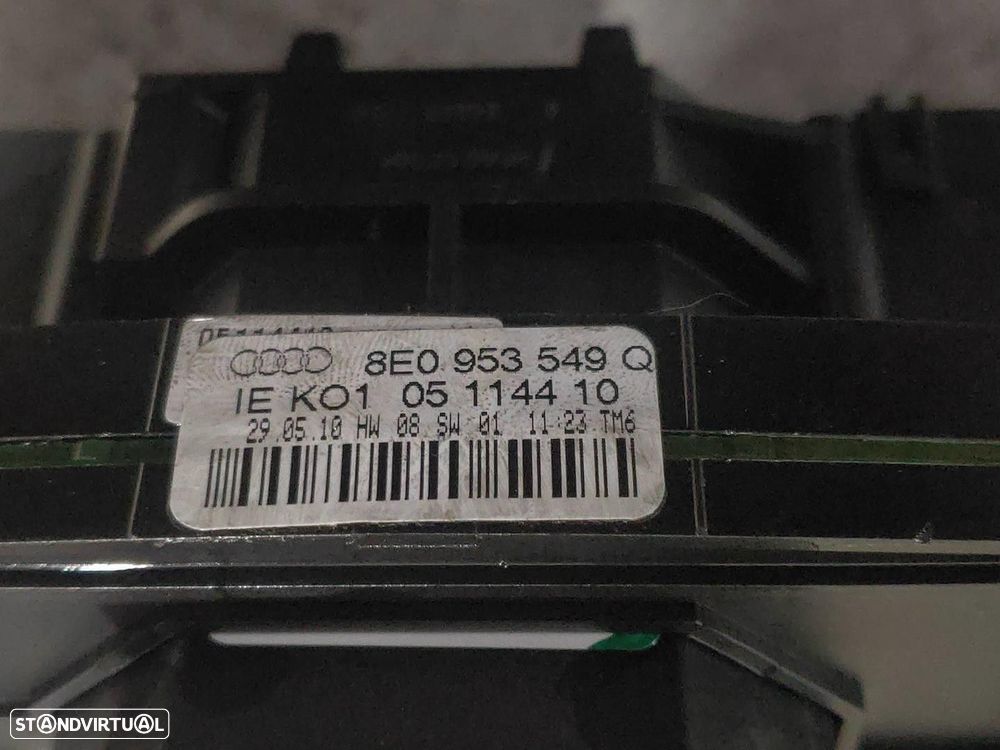 8E0 953 549 Q
IE KO1 05 1144 10
29.05.10 HW 08 SW 01 11:23 TM6
STANDVIRTUAL